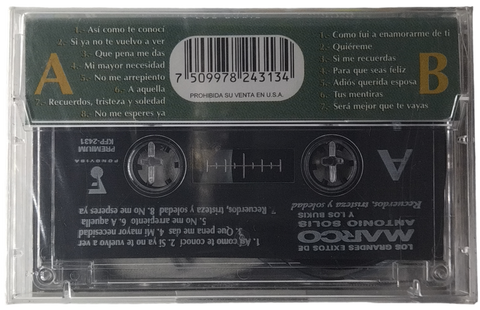 A
1.- Así como te conocí
2.- Si ya no te vuelvo a ver
3.- Que pena me das
4.- Mi mayor necesidad
5.- No me arrepiento
6.- A aquella
7.- Recuerdos, tristeza y soledad
8.- No me esperes ya
7 509978 243134
PROHIBIDA SU VENTA EN U.S.A.
B
1.- Como fui a enamorarme de ti
2.- Quiéreme
3.- Si me recuerdas
4.- Para que seas feliz
5.- Adiós querida esposa
6.- Tus mentiras
7.- Será mejor que te vayas
LOS GRANDES EXITOS DE
MARCO
ANTONIO SOLIS
Y LOS BUKIS
Recuerdos, tristeza y soledad
A
1. Así como te conocí 2. Si ya no te vuelvo a ver
3. Que pena me das 4. Mi mayor necesidad
5. No me arrepiento 6. A aquella
7. Recuerdos, tristeza y soledad 8. No me esperes ya
FONOVISA
PREMIUM
KFP-2431